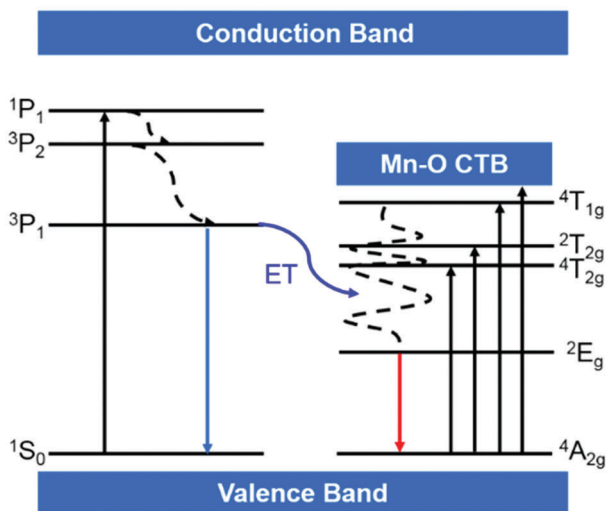 Conduction Band
¹P₁
³P₂
³P₁
¹S₀
ET
Mn-O CTB
⁴T₁g
²T₂g
⁴T₂g
²Eg
⁴A₂g
Valence Band